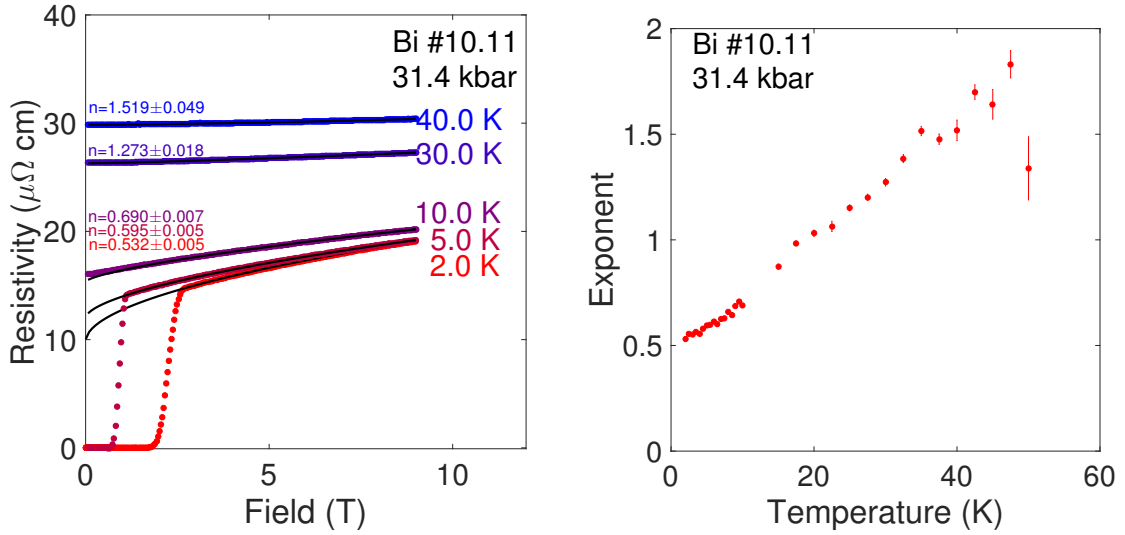 40
30
20
10
0
0
5
10
Resistivity (μΩ cm)
Field (T)
Bi #10.11
31.4 kbar
n=1.519±0.049
40.0 K
n=1.273±0.018
30.0 K
n=0.690±0.007
10.0 K
n=0.595±0.005
5.0 K
n=0.532±0.005
2.0 K
2
1.5
1
0.5
0
0
20
40
60
Exponent
Temperature (K)
Bi #10.11
31.4 kbar